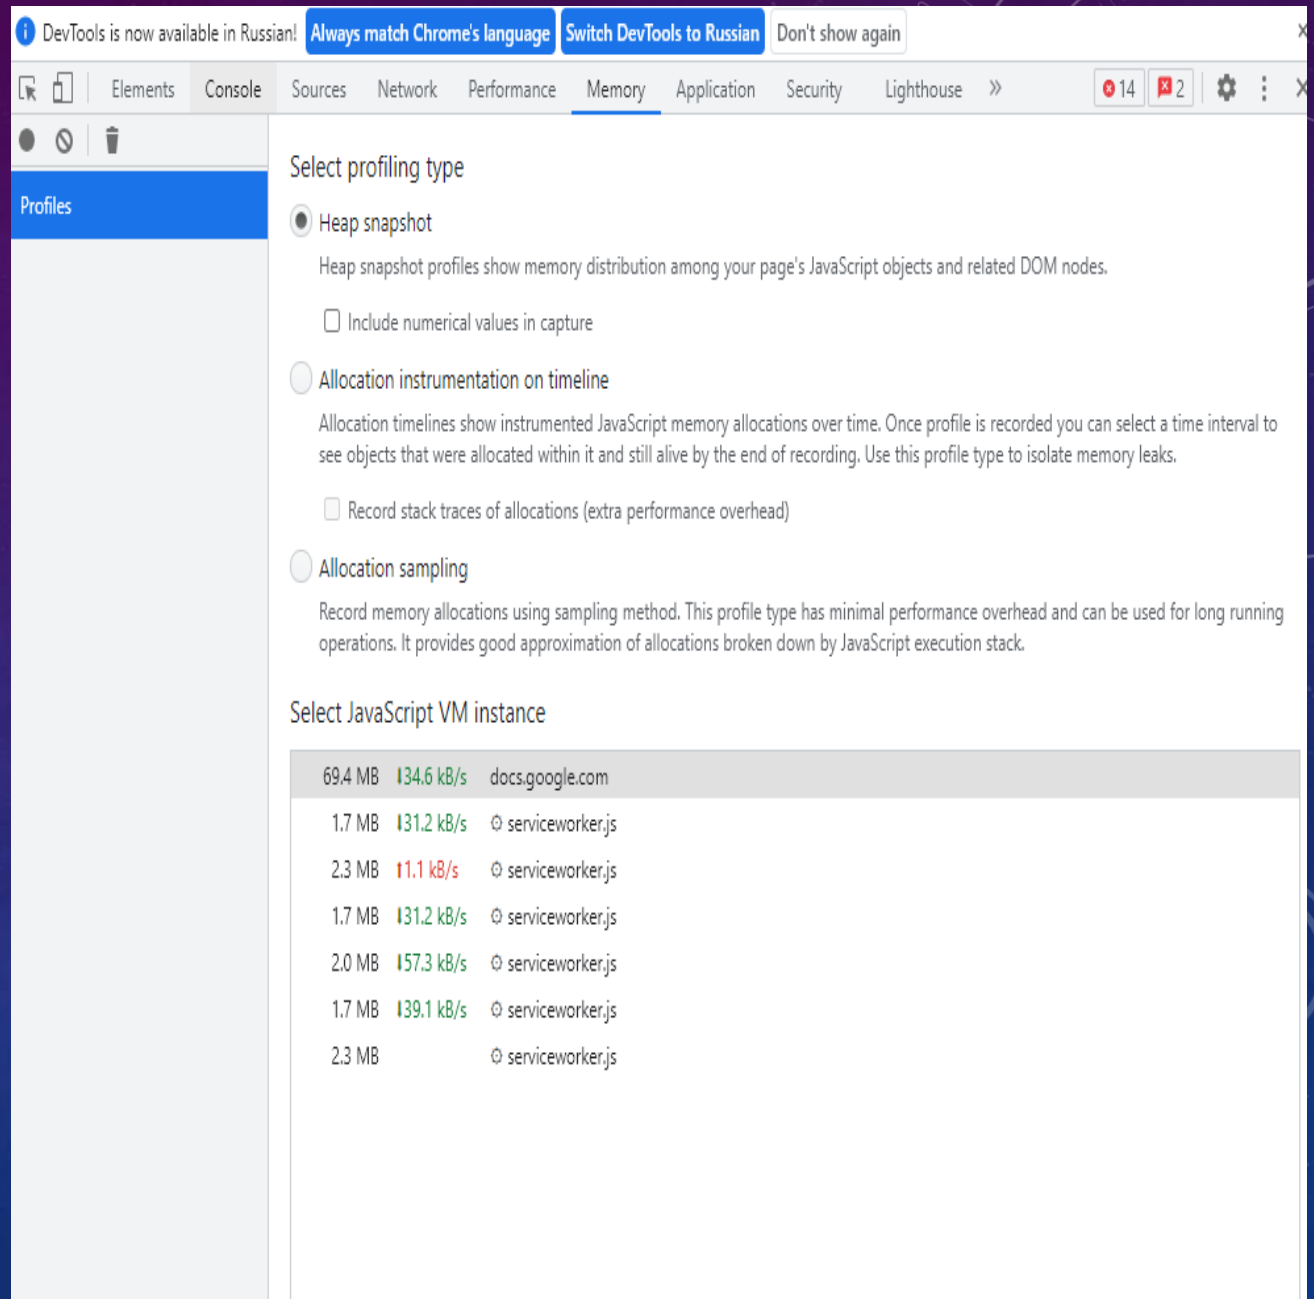 DevTools is now available in Russian! Always match Chrome's language Switch DevTools to Russian Don't show again
Elements Console Sources Network Performance Memory Application Security Lighthouse » 14 2
Profiles
Select profiling type
Heap snapshot
Heap snapshot profiles show memory distribution among your page's JavaScript objects and related DOM nodes.
Include numerical values in capture
Allocation instrumentation on timeline
Allocation timelines show instrumented JavaScript memory allocations over time. Once profile is recorded you can select a time interval to
see objects that were allocated within it and still alive by the end of recording. Use this profile type to isolate memory leaks.
Record stack traces of allocations (extra performance overhead)
Allocation sampling
Record memory allocations using sampling method. This profile type has minimal performance overhead and can be used for long running
operations. It provides good approximation of allocations broken down by JavaScript execution stack.
Select JavaScript VM instance
69.4 MB ⬇34.6 kB/s docs.google.com
1.7 MB ⬇31.2 kB/s serviceworker.js
2.3 MB ⬆1.1 kB/s serviceworker.js
1.7 MB ⬇31.2 kB/s serviceworker.js
2.0 MB ⬇57.3 kB/s serviceworker.js
1.7 MB ⬇39.1 kB/s serviceworker.js
2.3 MB serviceworker.js